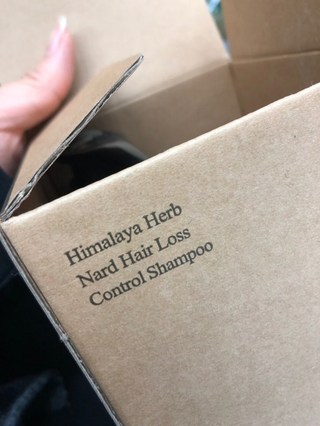 Himalaya Herb
Nard Hair Loss
Control Shampoo